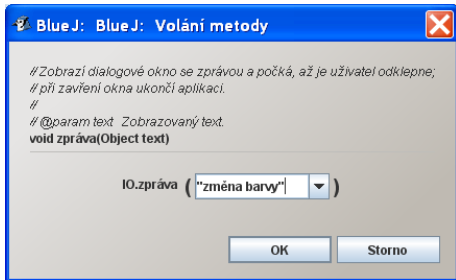 BlueJ: BlueJ: Volání metody
//Zobrazí dialogové okno se zprávou a počká, až je uživatel odklepne;
//při zavření okna ukončí aplikaci.
//
//@param text Zobrazovaný text.
void zpráva(Object text)
IO.zpráva ( "změna barvy" )
OK Storno